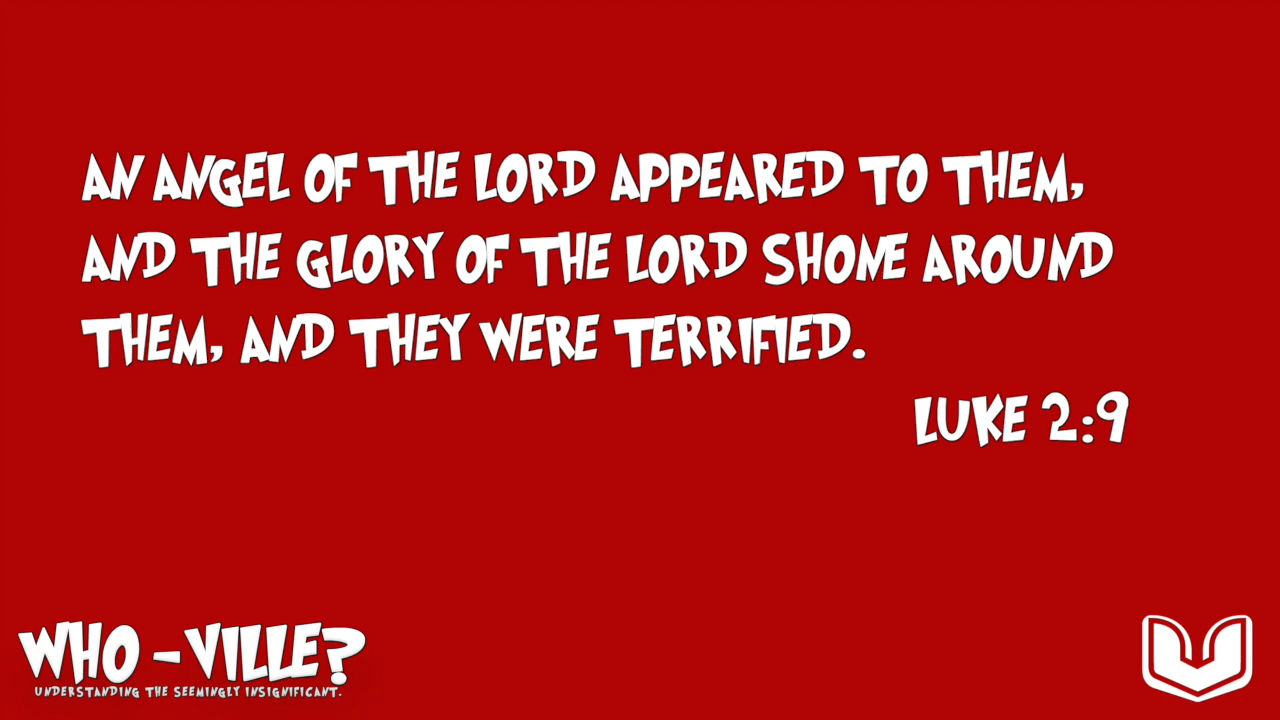 AN ANGEL OF THE LORD APPEARED TO THEM,
AND THE GLORY OF THE LORD SHONE AROUND
THEM, AND THEY WERE TERRIFIED.
LUKE 2:9
WHO - VILLE?
UNDERSTANDING THE SEEMINGLY INSIGNIFICANT.